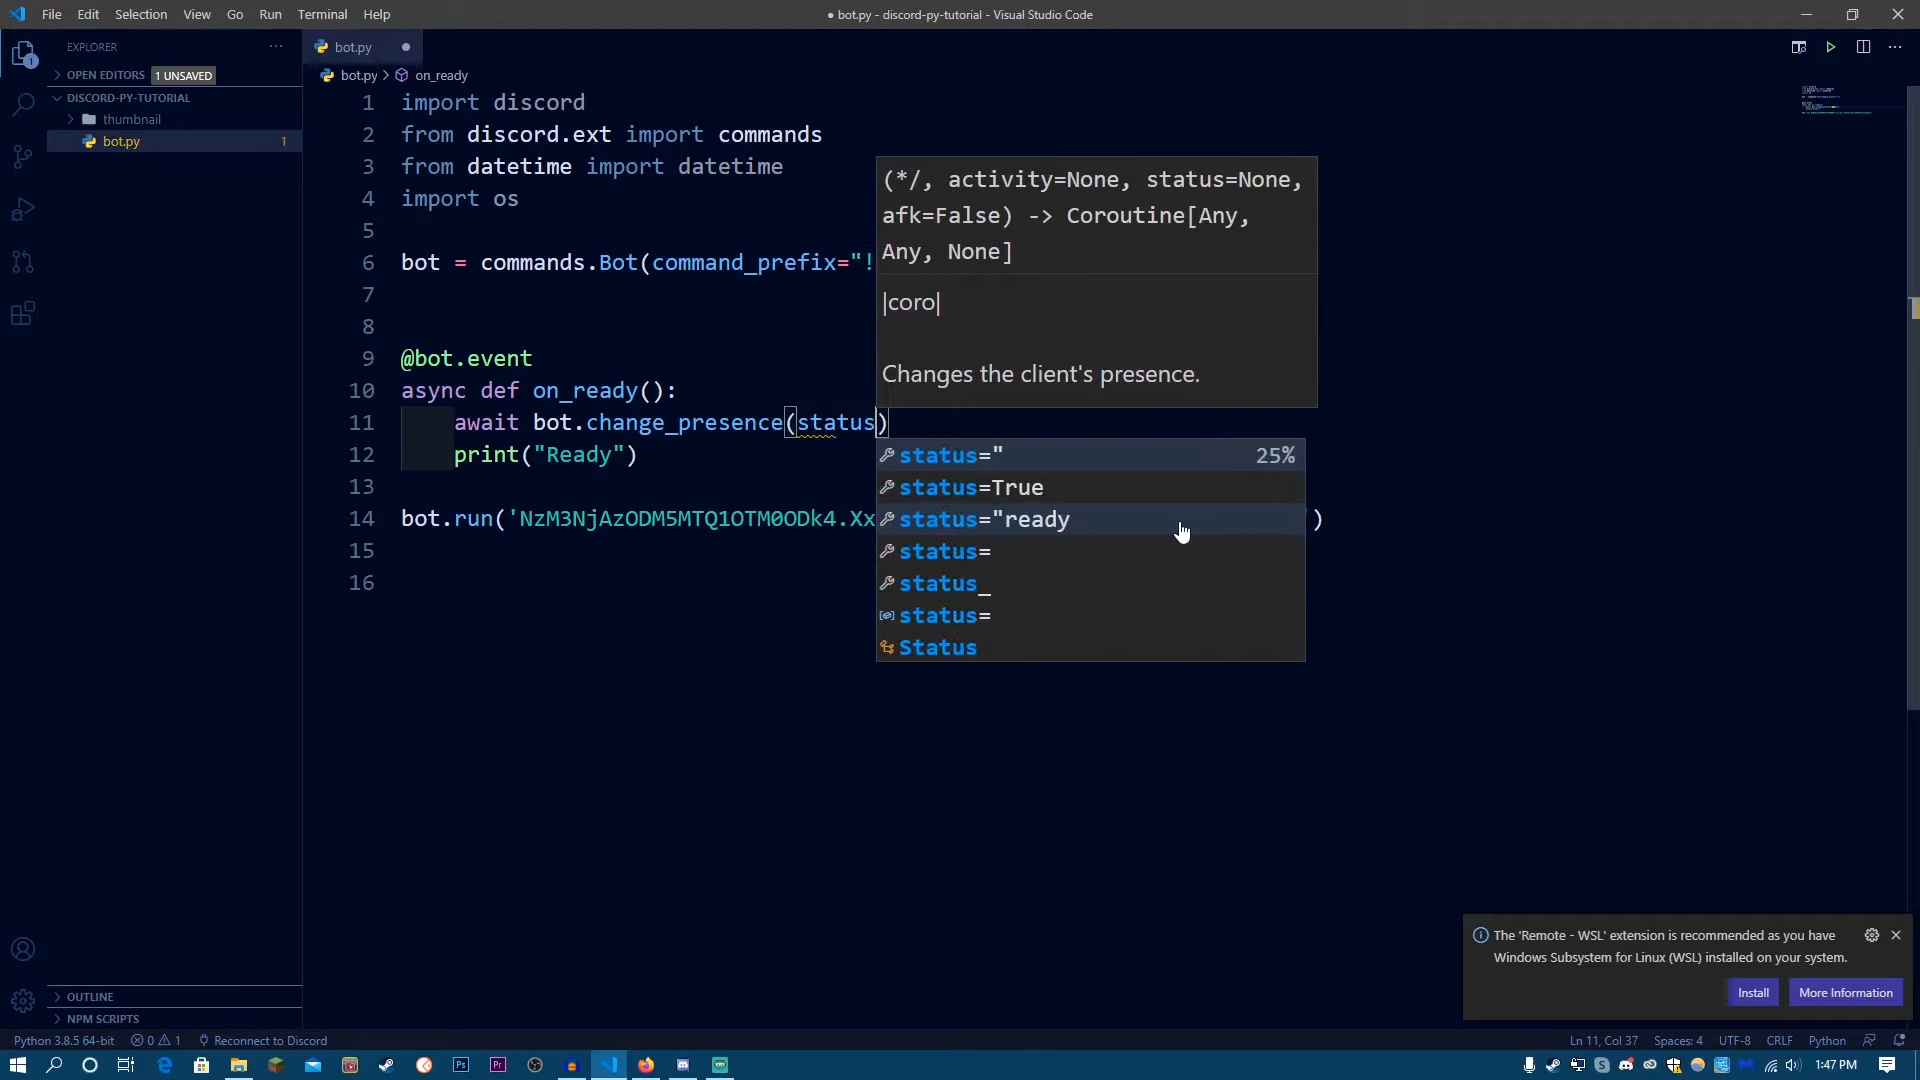 File Edit Selection View Go Run Terminal Help
● bot.py - discord-py-tutorial - Visual Studio Code
EXPLORER
OPEN EDITORS 1 UNSAVED
DISCORD-PY-TUTORIAL
thumbnail
bot.py 1
OUTLINE
NPM SCRIPTS
bot.py
bot.py > on_ready
1 import discord
2 from discord.ext import commands
3 from datetime import datetime
4 import os
5
6 bot = commands.Bot(command_prefix="!
7
8
9 @bot.event
10 async def on_ready():
11 await bot.change_presence(status)
12 print("Ready")
13
14 bot.run('NzM3NjAzODM5MTQ1OTM0ODk4.Xx ')
15
16
(*/, activity=None, status=None,
afk=False) -> Coroutine[Any,
Any, None]
|coro|
Changes the client's presence.
status=" 25%
status=True
status="ready
status=
status_
status=
Status
The 'Remote - WSL' extension is recommended as you have
Windows Subsystem for Linux (WSL) installed on your system.
Install More Information
Python 3.8.5 64-bit 0 1 Reconnect to Discord Ln 11, Col 37 Spaces: 4 UTF-8 CRLF Python
1:47 PM